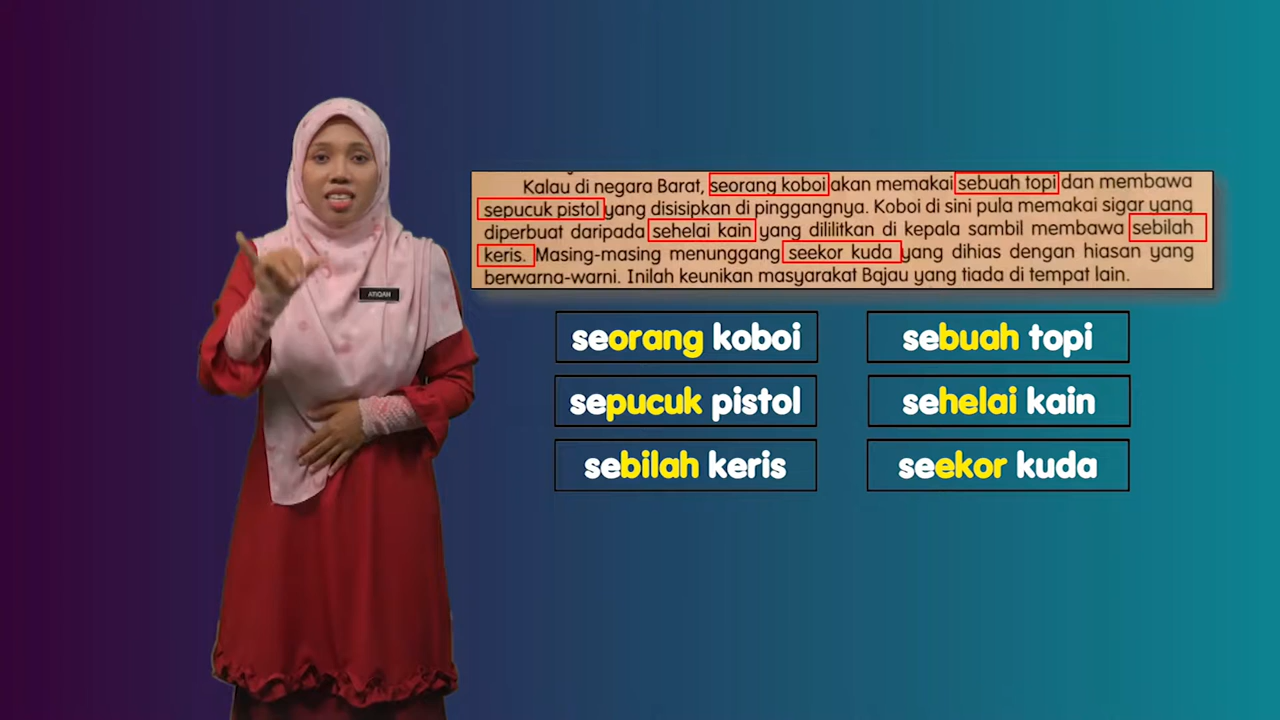 Kalau di negara Barat, seorang koboi akan memakai sebuah topi dan membawa
sepucuk pistol yang disisipkan di pinggangnya. Koboi di sini pula memakai sigar yang
diperbuat daripada sehelai kain yang dililitkan di kepala sambil membawa sebilah
keris. Masing-masing menunggang seekor kuda yang dihias dengan hiasan yang
berwarna-warni. Inilah keunikan masyarakat Bajau yang tiada di tempat lain.
seorang koboi
sebuah topi
sepucuk pistol
sehelai kain
sebilah keris
seekor kuda
ATIQAH